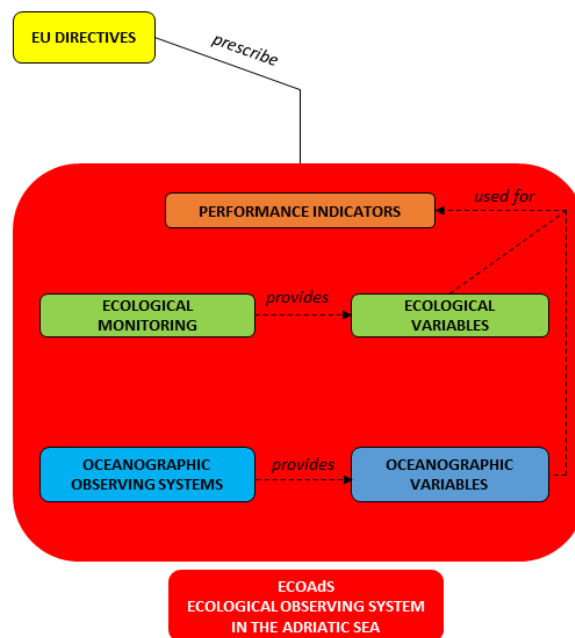 EU DIRECTIVES
prescribe
PERFORMANCE INDICATORS
used for
ECOLOGICAL
MONITORING
provides
ECOLOGICAL
VARIABLES
OCEANOGRAPHIC
OBSERVING SYSTEMS
provides
OCEANOGRAPHIC
VARIABLES
ECOAdS
ECOLOGICAL OBSERVING SYSTEM
IN THE ADRIATIC SEA